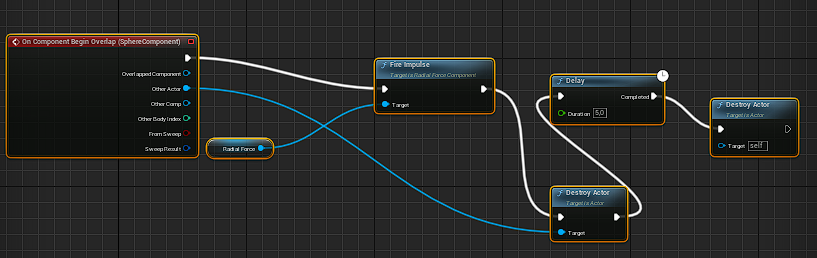 On Component Begin Overlap (SphereComponent)
Overlapped Component
Other Actor
Other Comp
Other Body Index
From Sweep
Sweep Result
Radial Force
Fire Impulse
Target is Radial Force Component
Target
Delay
Completed
Duration 5,0
Destroy Actor
Target is Actor
Target self
Destroy Actor
Target is Actor
Target